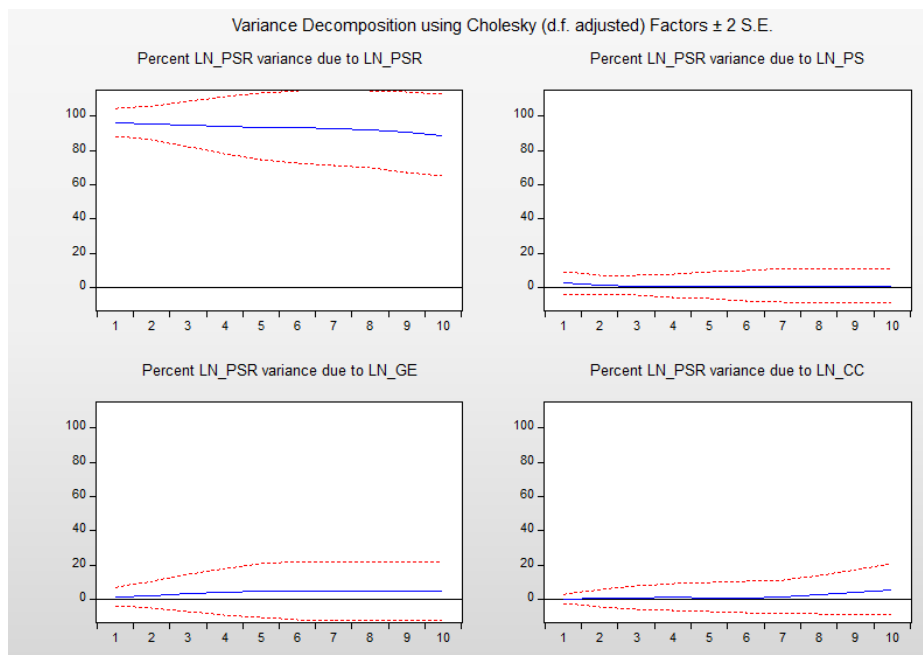 Variance Decomposition using Cholesky (d.f. adjusted) Factors ± 2 S.E.
Percent LN_PSR variance due to LN_PSR
100
80
60
40
20
0
1 2 3 4 5 6 7 8 9 10
Percent LN_PSR variance due to LN_PS
100
80
60
40
20
0
1 2 3 4 5 6 7 8 9 10
Percent LN_PSR variance due to LN_GE
100
80
60
40
20
0
1 2 3 4 5 6 7 8 9 10
Percent LN_PSR variance due to LN_CC
100
80
60
40
20
0
1 2 3 4 5 6 7 8 9 10